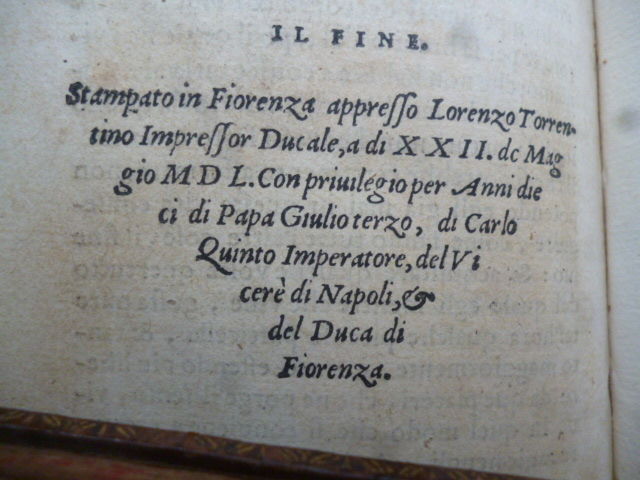 IL FINE.
Stampato in Fiorenza appreſſo Lorenzo Torren-
tino Impreſſor Ducale, a di XXII. de Mag
gio MDL. Con priuilegio per Anni die
ci di Papa Giulio terzo, di Carlo
Quinto Imperatore, del Vi
cerè di Napoli, &
del Duca di
Fiorenza.